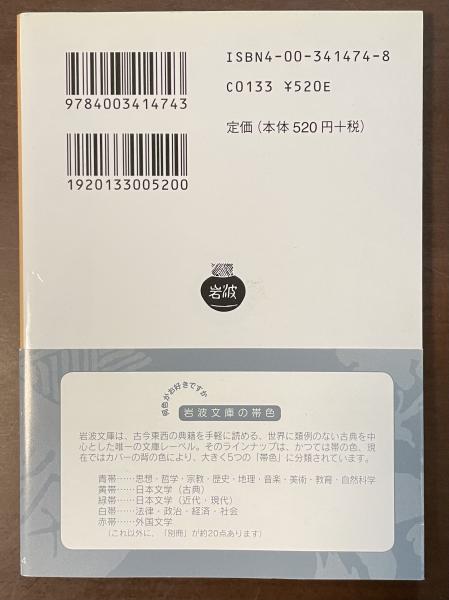 ISBN4-00-341474-8
9784003414743
C0133 ¥520E
定価(本体520円+税)
1920133005200
岩波
何色がお好きですか
岩波文庫の帯色
岩波文庫は、古今東西の典籍を手軽に読める、世界に類例のない古典を中
心とした唯一の文庫レーベル。そのラインナップは、かつては帯の色、現
在ではカバーの背の色により、大きく5つの「帯色」に分類されています。
青帯……思想・哲学・宗教・歴史・地理・音楽・美術・教育・自然科学
黄帯……日本文学(古典)
緑帯……日本文学(近代・現代)
白帯……法律・政治・経済・社会
赤帯……外国文学
(これ以外に、「別冊」が約20点あります)
4